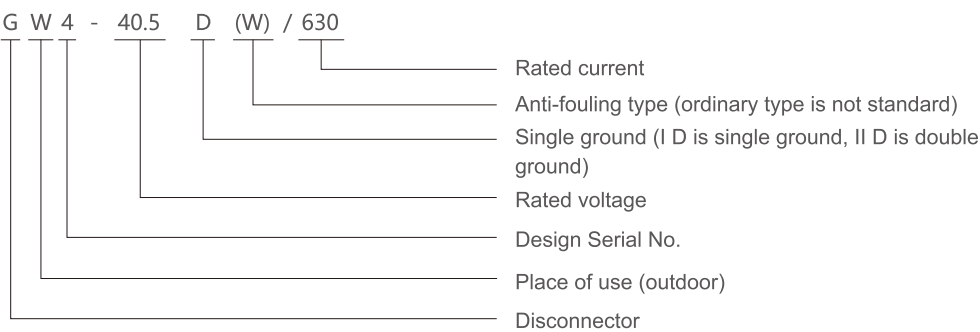 G W 4 - 40.5 D (W) / 630
Rated current
Anti-fouling type (ordinary type is not standard)
Single ground (I D is single ground, II D is double
ground)
Rated voltage
Design Serial No.
Place of use (outdoor)
Disconnector